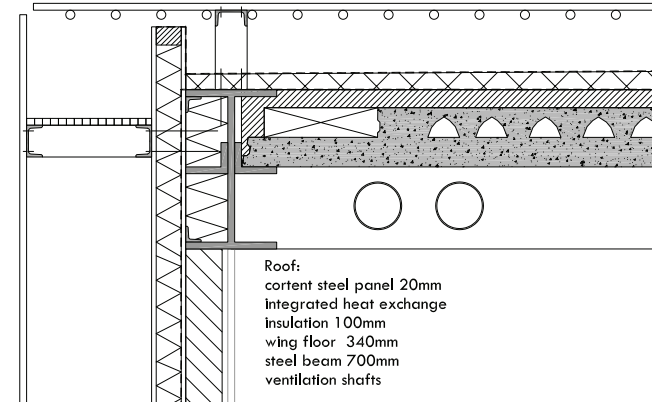 Roof:
cortent steel panel 20mm
integrated heat exchange
insulation 100mm
wing floor 340mm
steel beam 700mm
ventilation shafts